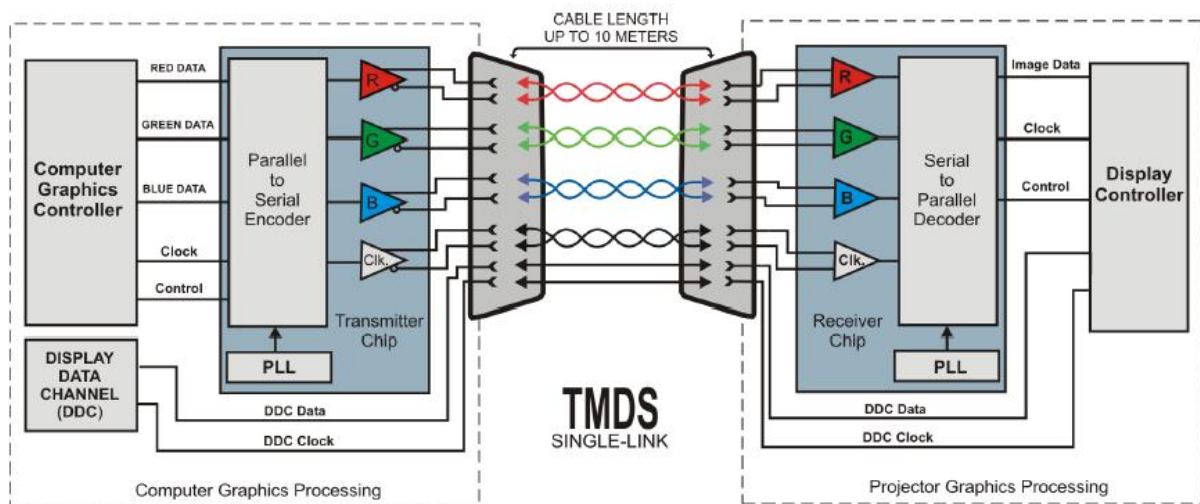 CABLE LENGTH
UP TO 10 METERS
Computer
Graphics
Controller
RED DATA
GREEN DATA
BLUE DATA
Clock
Control
Parallel
to
Serial
Encoder
R
G
B
Clk.
Transmitter
Chip
PLL
DISPLAY
DATA
CHANNEL
(DDC)
DDC Data
DDC Clock
Computer Graphics Processing
TMDS
SINGLE-LINK
R
G
B
Clk.
Receiver
Chip
Serial
to
Parallel
Decoder
PLL
Image Data
Clock
Control
Display
Controller
DDC Data
DDC Clock
Projector Graphics Processing